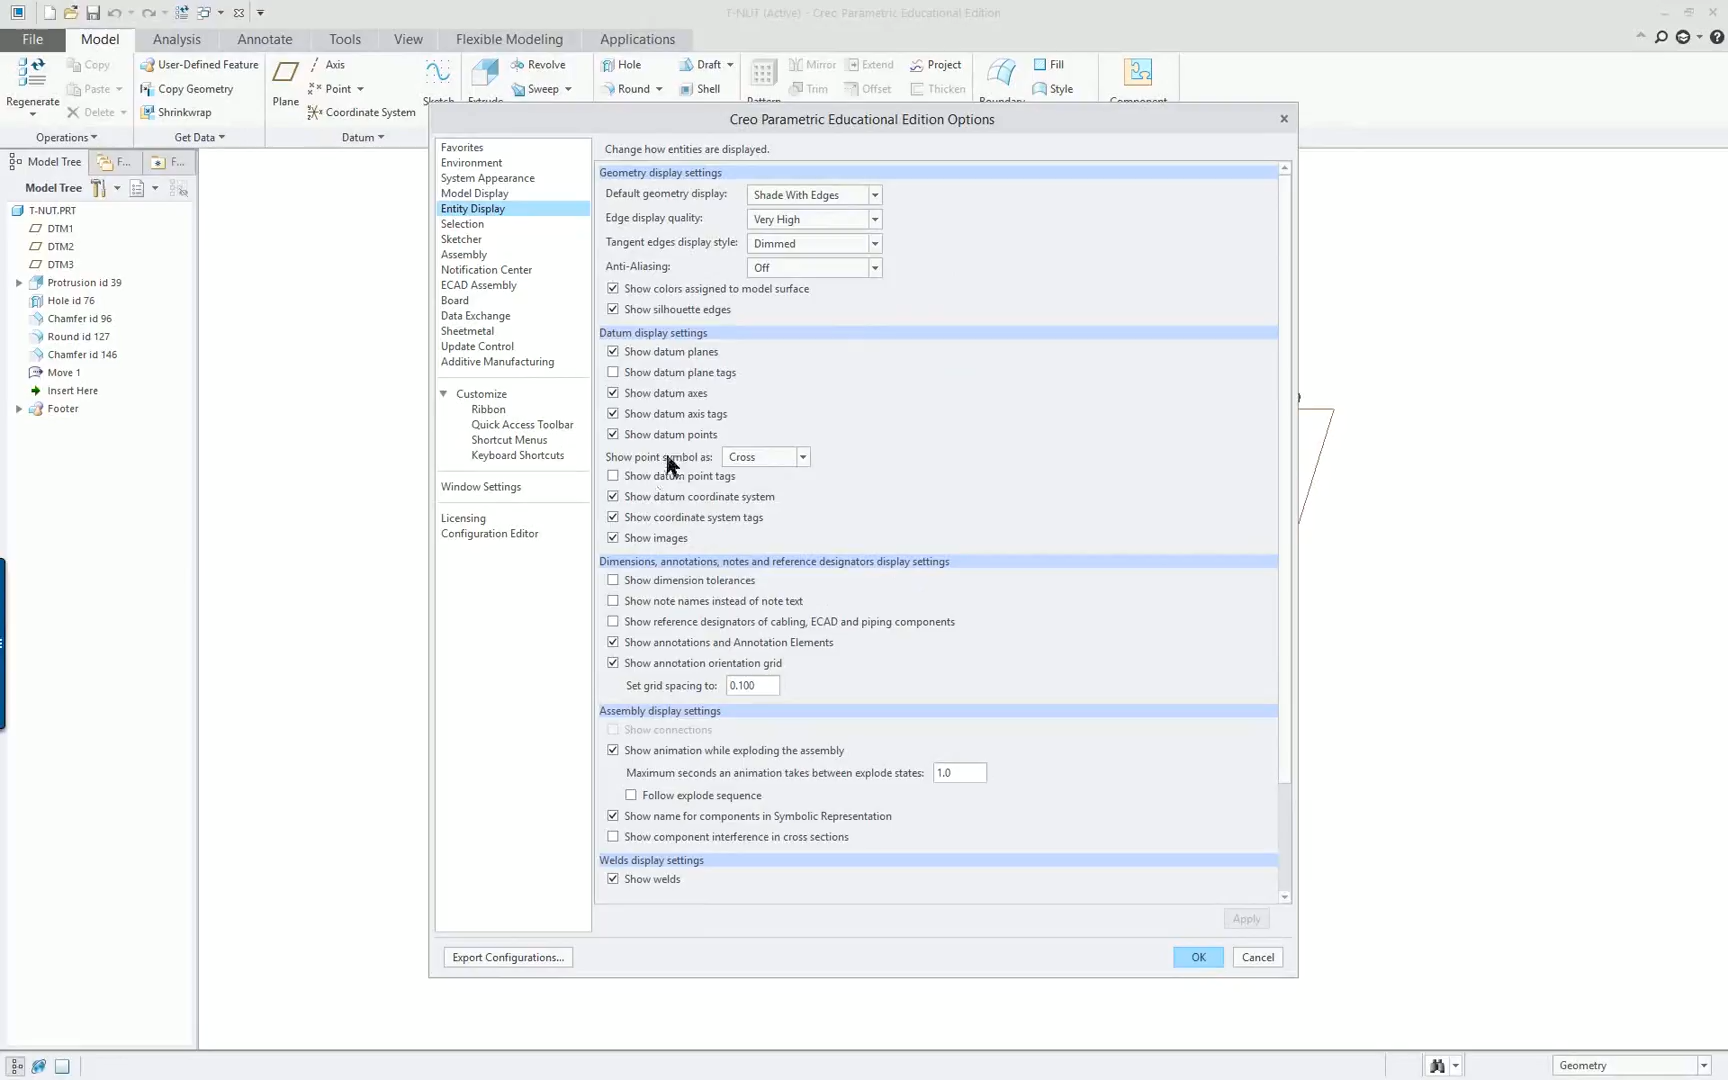 T-NUT (Active) - Creo Parametric Educational Edition
File Model Analysis Annotate Tools View Flexible Modeling Applications
Regenerate
Copy
Paste
Delete
Operations
User-Defined Feature
Copy Geometry
Shrinkwrap
Get Data
Plane
Axis
Point
Coordinate System
Datum
Revolve
Sweep
Hole
Round
Draft
Shell
Mirror
Trim
Extend
Offset
Project
Thicken
Fill
Style
Model Tree F... F...
Model Tree
T-NUT.PRT
DTM1
DTM2
DTM3
Protrusion id 39
Hole id 76
Chamfer id 96
Round id 127
Chamfer id 146
Move 1
Insert Here
Footer
Creo Parametric Educational Edition Options
Favorites
Environment
System Appearance
Model Display
Entity Display
Selection
Sketcher
Assembly
Notification Center
ECAD Assembly
Board
Data Exchange
Sheetmetal
Update Control
Additive Manufacturing
Customize
Ribbon
Quick Access Toolbar
Shortcut Menus
Keyboard Shortcuts
Window Settings
Licensing
Configuration Editor
Change how entities are displayed.
Geometry display settings
Default geometry display: Shade With Edges
Edge display quality: Very High
Tangent edges display style: Dimmed
Anti-Aliasing: Off
Show colors assigned to model surface
Show silhouette edges
Datum display settings
Show datum planes
Show datum plane tags
Show datum axes
Show datum axis tags
Show datum points
Show point symbol as: Cross
Show datum point tags
Show datum coordinate system
Show coordinate system tags
Show images
Dimensions, annotations, notes and reference designators display settings
Show dimension tolerances
Show note names instead of note text
Show reference designators of cabling, ECAD and piping components
Show annotations and Annotation Elements
Show annotation orientation grid
Set grid spacing to: 0.100
Assembly display settings
Show connections
Show animation while exploding the assembly
Maximum seconds an animation takes between explode states: 1.0
Follow explode sequence
Show name for components in Symbolic Representation
Show component interference in cross sections
Welds display settings
Show welds
Apply
Export Configurations... OK Cancel
Geometry